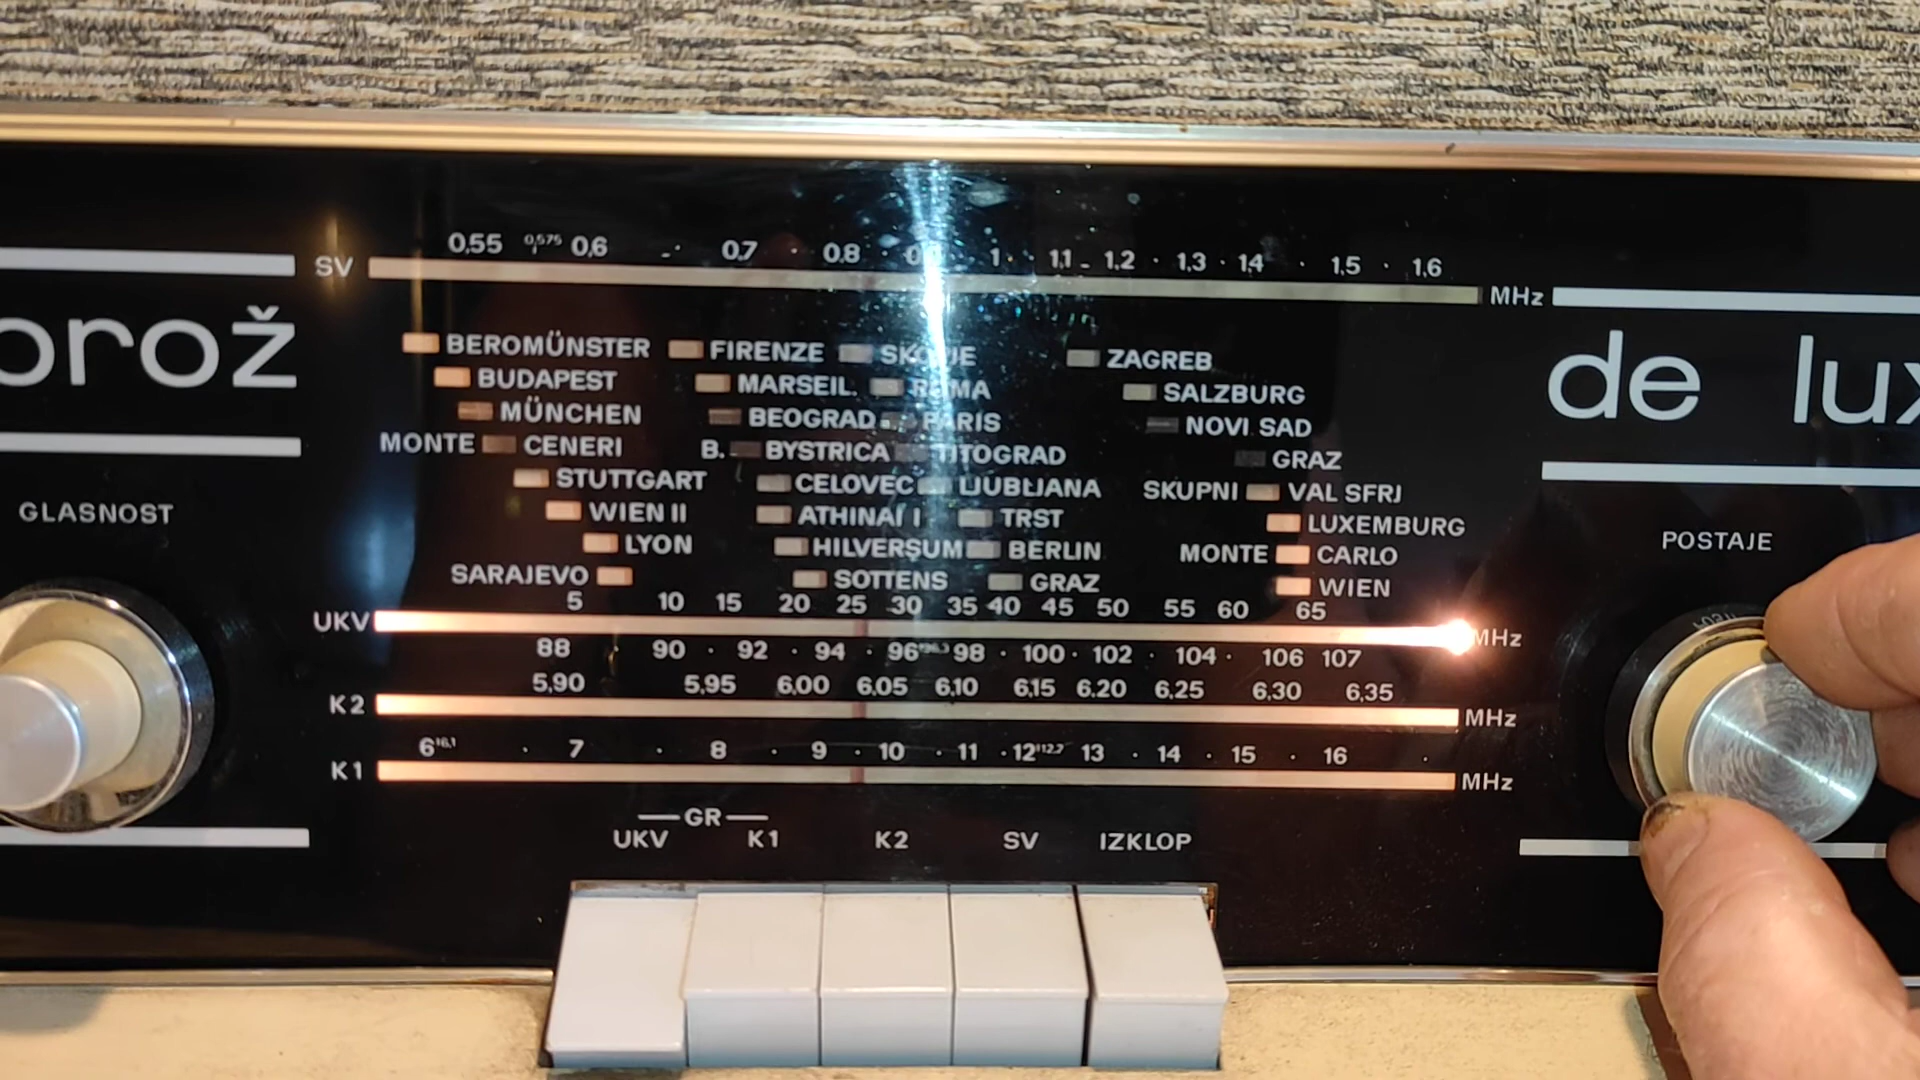 0,55 0,575 0,6 0,7 0,8 1 1,1 1,2 1,3 1,4 1,5 1,6
SV MHz
orož
de lux
BEROMÜNSTER FIRENZE SKOPJE ZAGREB
BUDAPEST MARSEIL. ROMA SALZBURG
MÜNCHEN BEOGRAD PARIS NOVI SAD
MONTE CENERI B. BYSTRICA TITOGRAD GRAZ
STUTTGART CELOVEC LJUBLJANA SKUPNI VAL SFRJ
WIEN II ATHINAI I TRST LUXEMBURG
LYON HILVERSUM BERLIN MONTE CARLO
SARAJEVO SOTTENS GRAZ WIEN
GLASNOST
POSTAJE
5 10 15 20 25 30 35 40 45 50 55 60 65
UKV MHz
88 90 92 94 96 98 100 102 104 106 107
5,90 5,95 6,00 6,05 6,10 6,15 6,20 6,25 6,30 6,35
K2 MHz
6 7 8 9 10 11 12 13 14 15 16
K1 MHz
GR
UKV K1 K2 SV IZKLOP